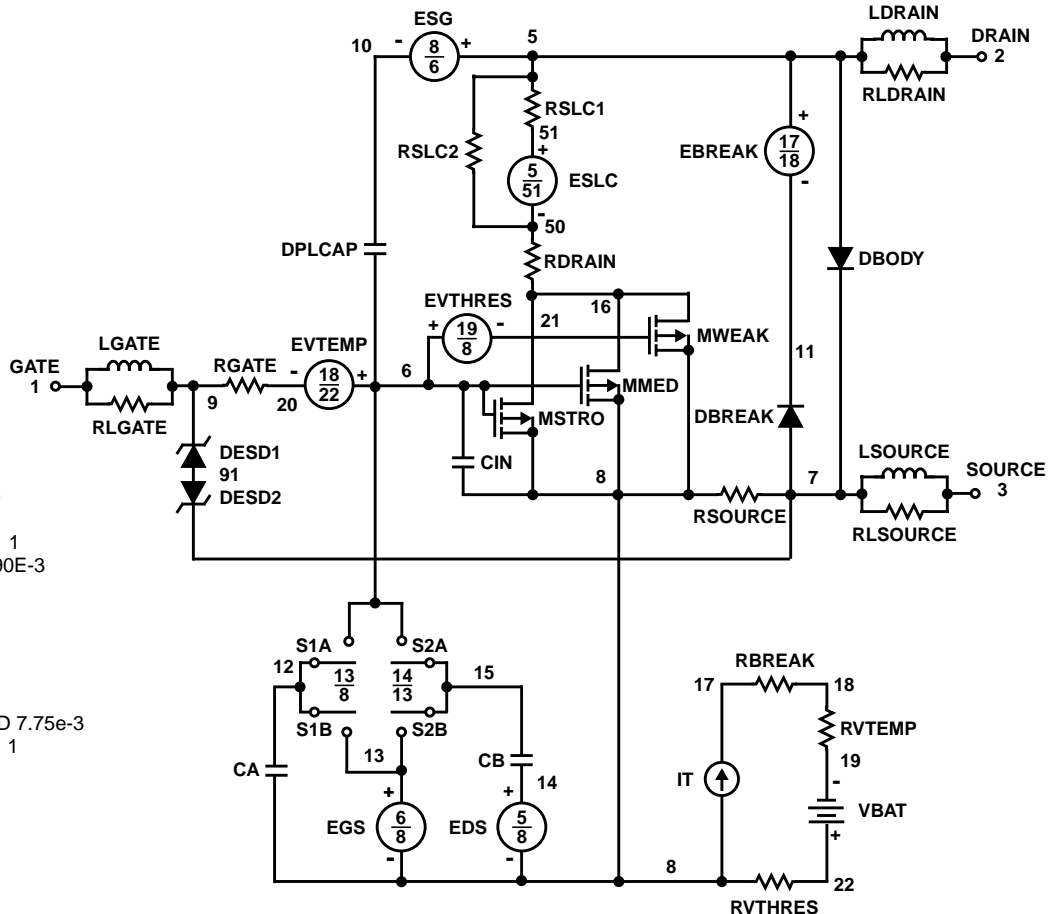 ESG
10
-
8
6
+
5
LDRAIN
DRAIN
2
RLDRAIN
RSLC1
51
RSLC2
+
5
51
ESLC
-
50
+
17
18
EBREAK
-
DPLCAP
RDRAIN
DBODY
EVTHRES
+
19
8
-
21
16
MWEAK
11
LGATE
GATE
1
RLGATE
9
RGATE
20
EVTEMP
-
18
22
+
6
MMED
MSTRO
DBREAK
DESD1
91
DESD2
CIN
8
RSOURCE
7
LSOURCE
SOURCE
3
RLSOURCE
1
90E-3
S1A
S2A
12
13
8
14
13
15
S1B
S2B
13
D 7.75e-3
1
CA
CB
14
+
EGS
6
8
-
+
EDS
5
8
-
8
RBREAK
17
18
RVTEMP
19
-
IT
VBAT
+
22
RVTHRES